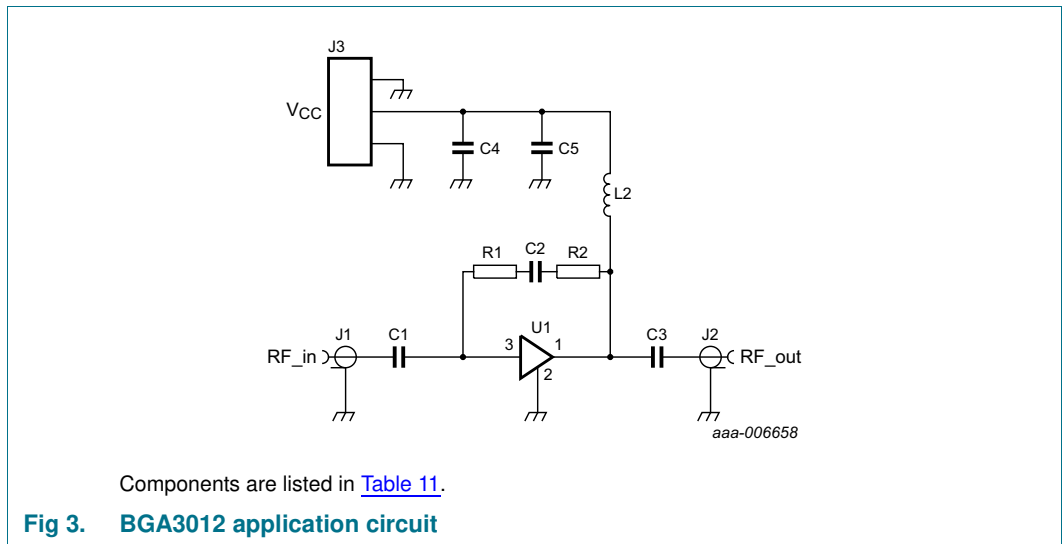 J3
VCC
C4
C5
L2
R1
C2
R2
J1
C1
U1
C3
J2
RF_in
3
1
2
RF_out
aaa-006658
Components are listed in Table 11.
Fig 3. BGA3012 application circuit